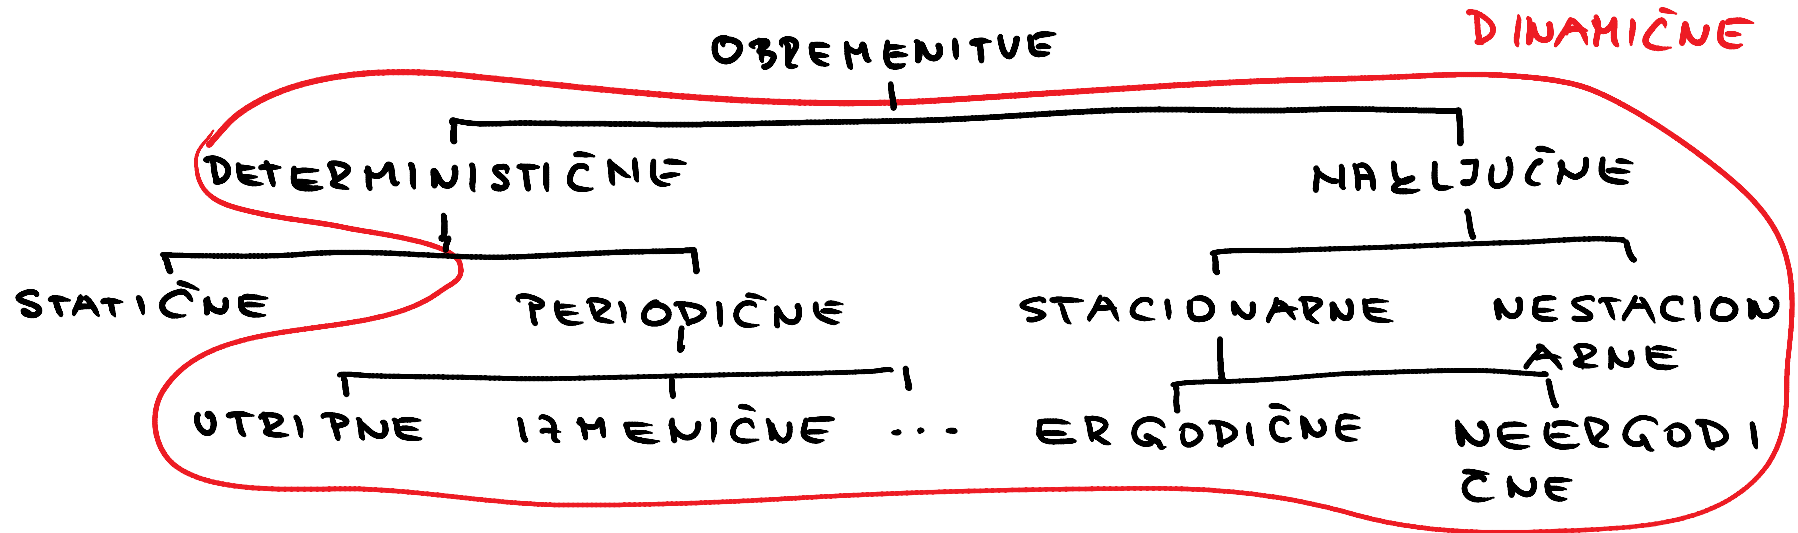 DINAMIČNE
OBREMENITVE
DETERMINISTIČNE NAKLJUČNE
STATIČNE PERIODIČNE STACIONARNE NESTACION
ARNE
UTRIPNE IZMENIČNE ... ERGODIČNE NEERGODI
ČNE